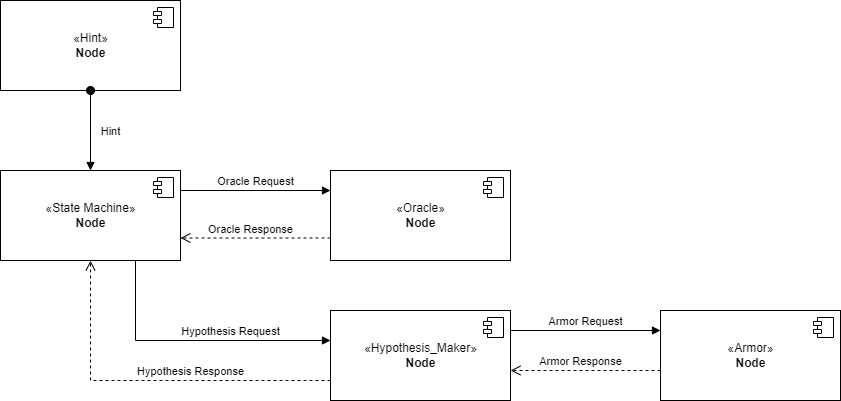 «Hint»
Node
Hint
«State Machine»
Node
Oracle Request
Oracle Response
«Oracle»
Node
Hypothesis Request
Hypothesis Response
«Hypothesis_Maker»
Node
Armor Request
Armor Response
«Armor»
Node